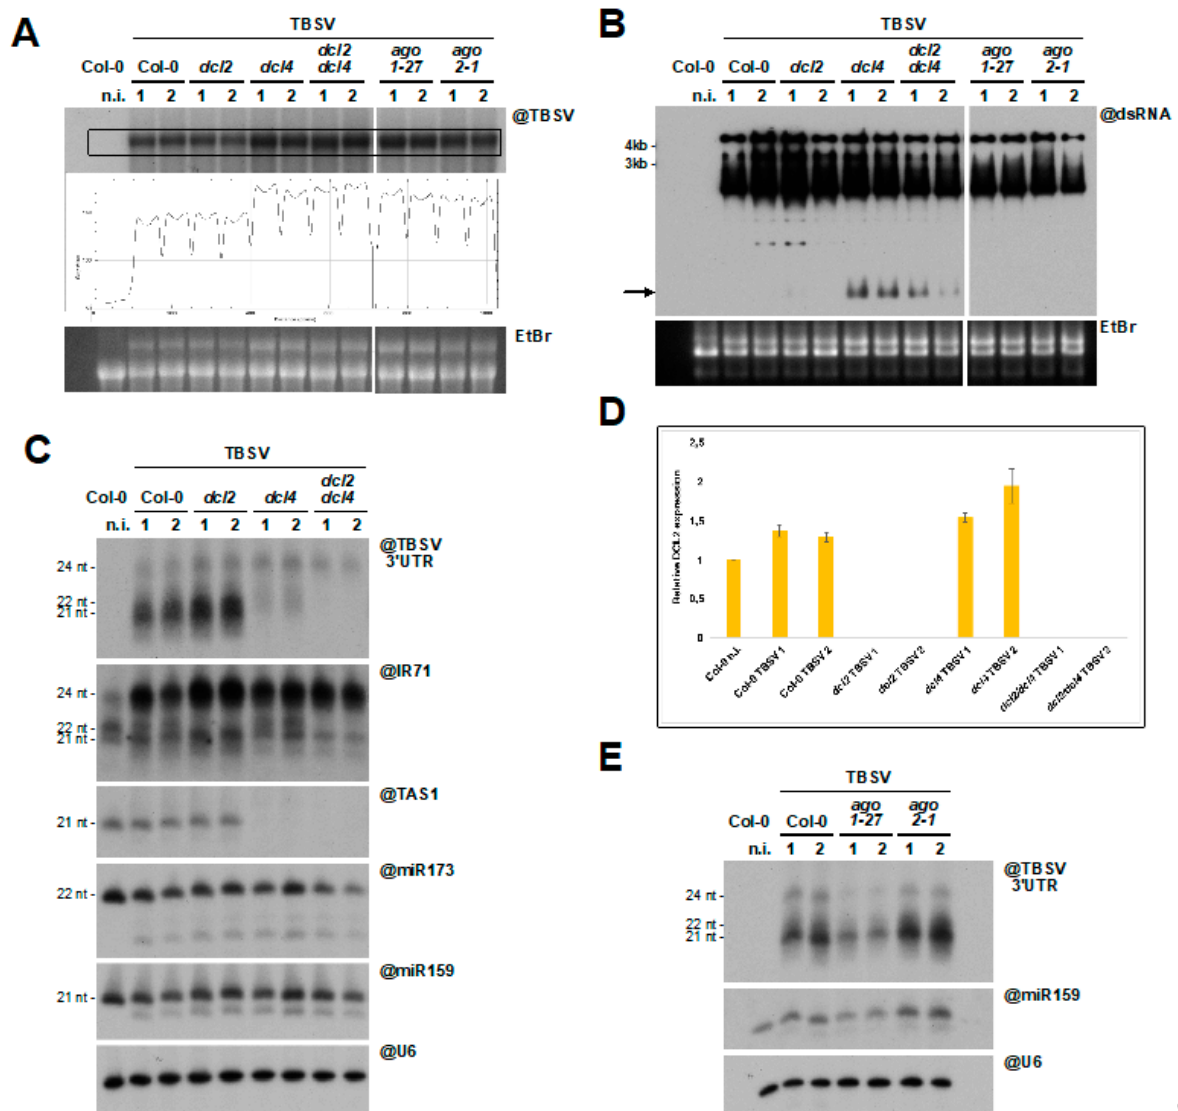 A
TBSV
Col-0 Col-0 dcl2 dcl4 dcl2 dcl4 ago 1-27 ago 2-1
n.i. 1 2 1 2 1 2 1 2 1 2 1 2
@TBSV
EtBr
B
TBSV
Col-0 Col-0 dcl2 dcl4 dcl2 dcl4 ago 1-27 ago 2-1
n.i. 1 2 1 2 1 2 1 2 1 2 1 2
@dsRNA
4kb -
3kb -
EtBr
C
TBSV
Col-0 Col-0 dcl2 dcl4 dcl2 dcl4
n.i. 1 2 1 2 1 2 1 2
@TBSV
3'UTR
24 nt -
22 nt -
21 nt -
@IR71
24 nt -
22 nt -
21 nt -
@TAS1
21 nt -
@miR173
22 nt -
@miR159
21 nt -
@U6
D
2,5
2
1,5
1
0,5
0
Relative DCL2 expression
Col-0 n.i.
Col-0 TBSV 1
Col-0 TBSV 2
dcl2 TBSV 1
dcl2 TBSV 2
dcl4 TBSV 1
dcl4 TBSV 2
dcl2/dcl4 TBSV 1
dcl2/dcl4 TBSV 2
E
TBSV
Col-0 Col-0 ago 1-27 ago 2-1
n.i. 1 2 1 2 1 2
@TBSV
3'UTR
24 nt -
22 nt -
21 nt -
@miR159
@U6